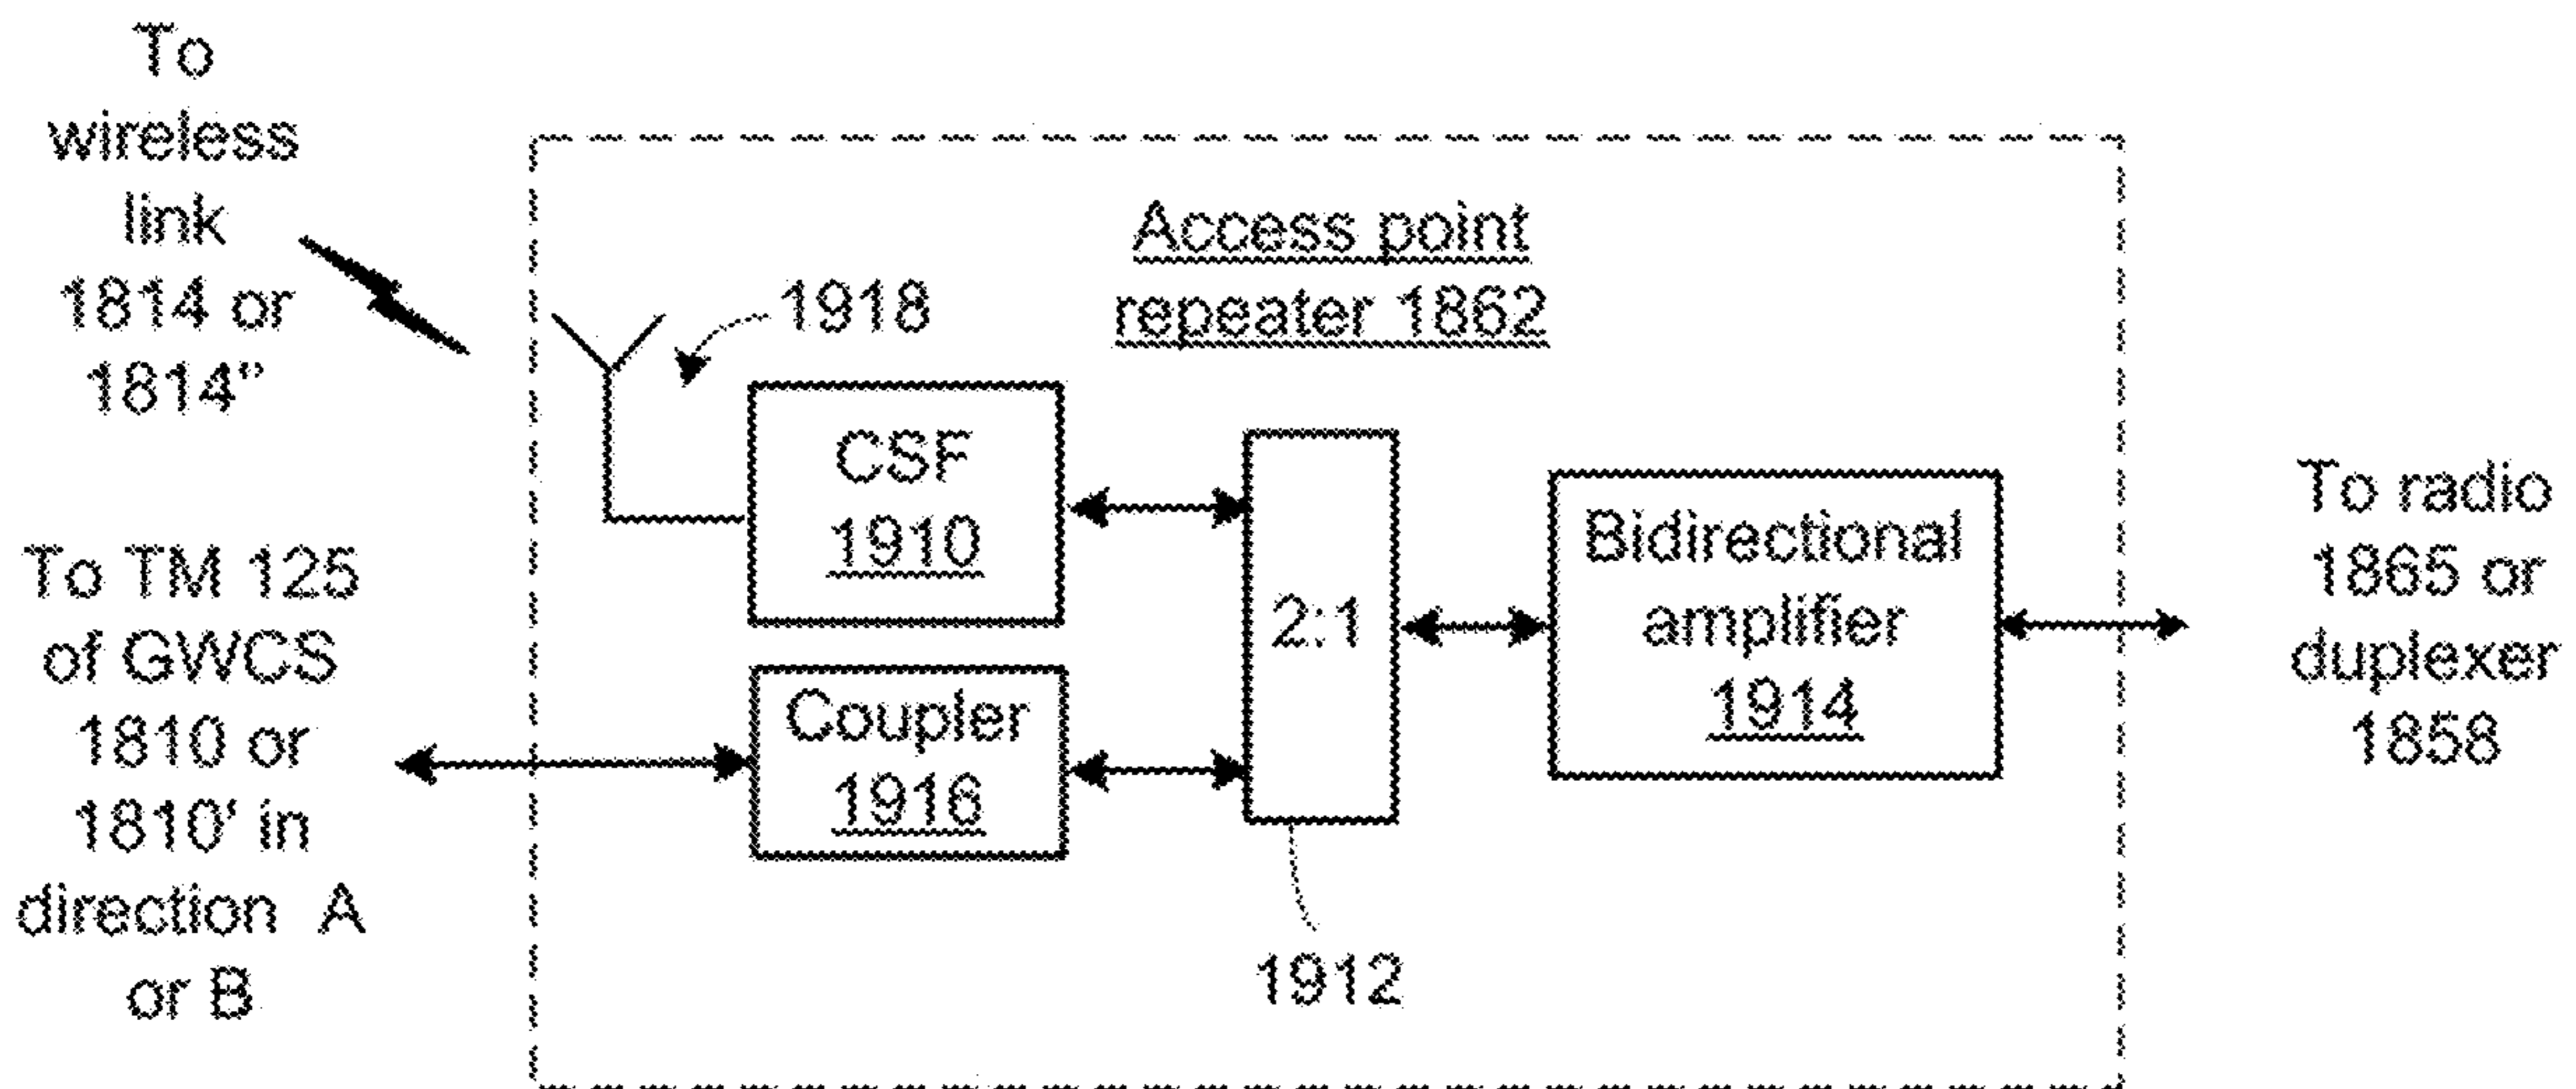 To
wireless
link
1814 or
1814"
Access point
repeater 1862
1918
CSF
1910
2:1
Bidirectional
amplifier
1914
To radio
1865 or
duplexer
1858
To TM 125
of GWCS
1810 or
1810' in
direction A
or B
Coupler
1916
1912